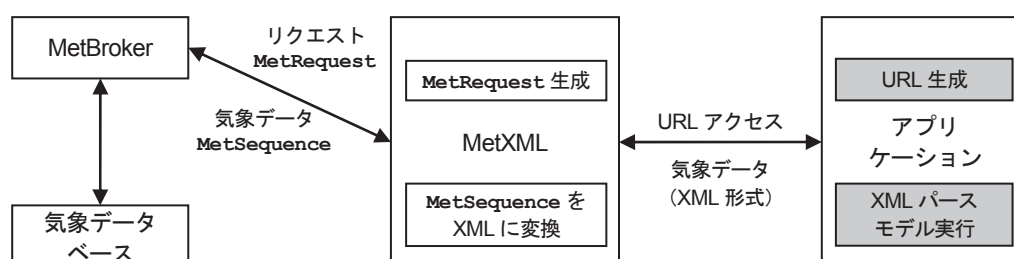 MetBroker
リクエスト
MetRequest
気象データ
MetSequence
気象データ
ベース
MetRequest 生成
MetXML
MetSequence を
XML に変換
URL アクセス
気象データ
（XML 形式）
URL 生成
アプリ
ケーション
XML パース
モデル実行